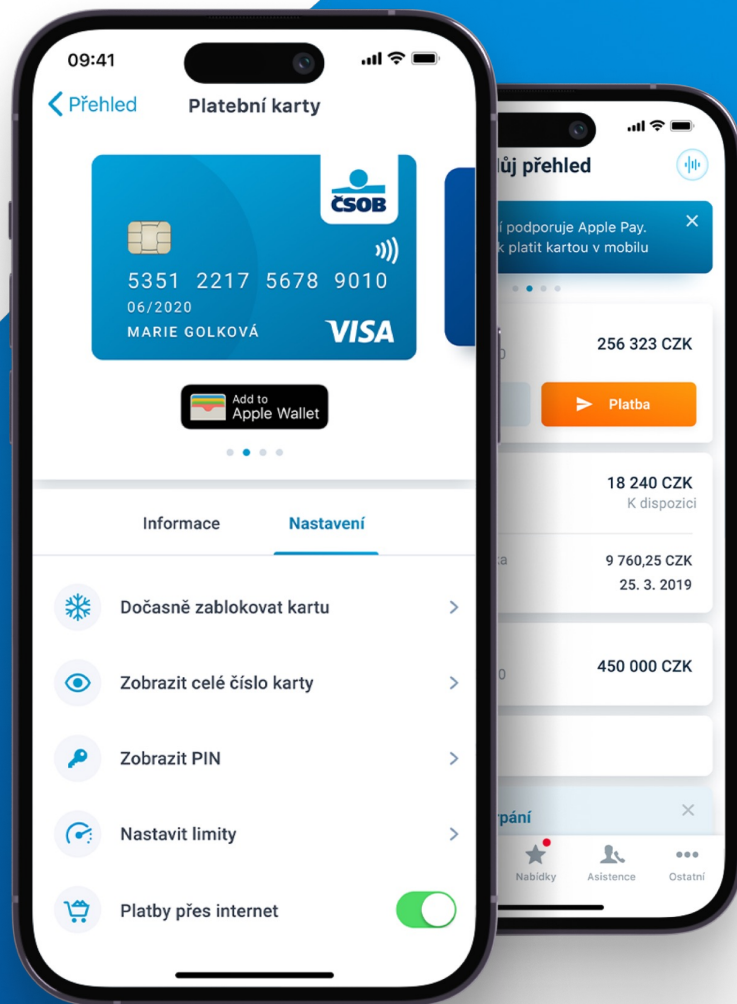 09:41
Přehled
Platební karty
ČSOB
5351 2217 5678 9010
06/2020
MARIE GOLKOVÁ
VISA
Add to
Apple Wallet
Informace
Nastavení
Dočasně zablokovat kartu
Zobrazit celé číslo karty
Zobrazit PIN
Nastavit limity
Platby přes internet
přehled
podporuje Apple Pay.
platit kartou v mobilu
256 323 CZK
Platba
18 240 CZK
K dispozici
9 760,25 CZK
25. 3. 2019
450 000 CZK
Nabídky
Asistence
Ostatní